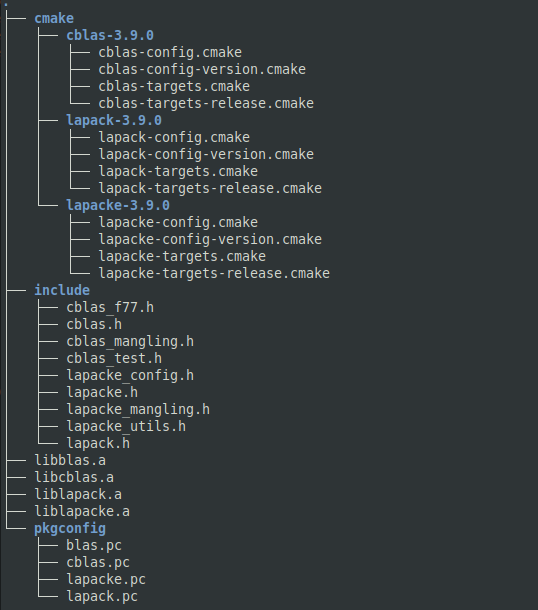 .
├── cmake
│   ├── cblas-3.9.0
│   │   ├── cblas-config.cmake
│   │   ├── cblas-config-version.cmake
│   │   ├── cblas-targets.cmake
│   │   └── cblas-targets-release.cmake
│   ├── lapack-3.9.0
│   │   ├── lapack-config.cmake
│   │   ├── lapack-config-version.cmake
│   │   ├── lapack-targets.cmake
│   │   └── lapack-targets-release.cmake
│   └── lapacke-3.9.0
│       ├── lapacke-config.cmake
│       ├── lapacke-config-version.cmake
│       ├── lapacke-targets.cmake
│       └── lapacke-targets-release.cmake
├── include
│   ├── cblas_f77.h
│   ├── cblas.h
│   ├── cblas_mangling.h
│   ├── cblas_test.h
│   ├── lapacke_config.h
│   ├── lapacke.h
│   ├── lapacke_mangling.h
│   ├── lapacke_utils.h
│   └── lapack.h
├── libblas.a
├── libcblas.a
├── liblapack.a
├── liblapacke.a
└── pkgconfig
    ├── blas.pc
    ├── cblas.pc
    ├── lapacke.pc
    └── lapack.pc